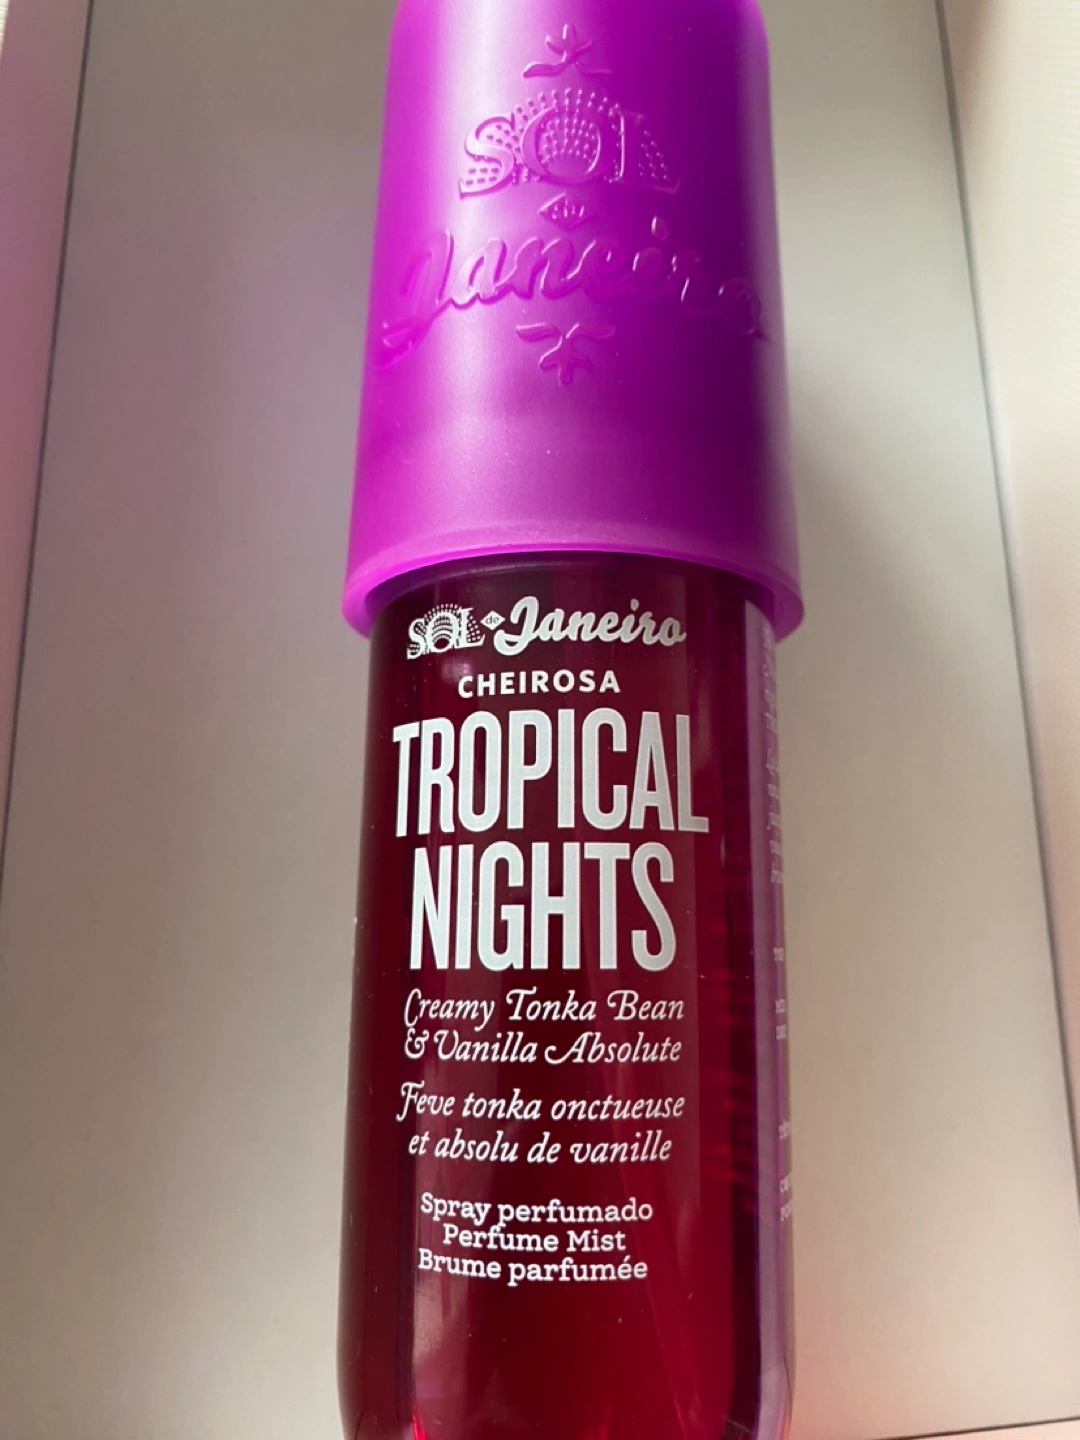 SOL
de
Janeiro
SOL de Janeiro
CHEIROSA
TROPICAL
NIGHTS
Creamy Tonka Bean
& Vanilla Absolute
Feve tonka onctueuse
et absolu de vanille
Spray perfumado
Perfume Mist
Brume parfumée